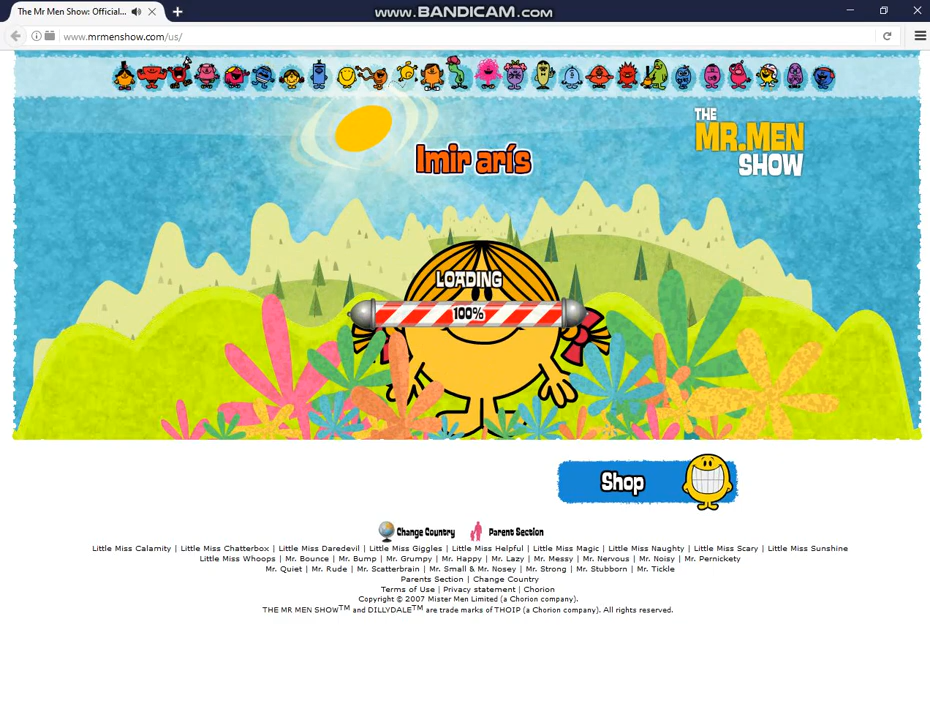 The Mr Men Show: Official...
www.BANDICAM.com
www.mrmenshow.com/us/
THE
MR.MEN
SHOW
Imir arís
LOADING
100%
Shop
Change Country
Parent Section
Little Miss Calamity | Little Miss Chatterbox | Little Miss Daredevil | Little Miss Giggles | Little Miss Helpful | Little Miss Magic | Little Miss Naughty | Little Miss Scary | Little Miss Sunshine
Little Miss Whoops | Mr. Bounce | Mr. Bump | Mr. Grumpy | Mr. Happy | Mr. Lazy | Mr. Messy | Mr. Nervous | Mr. Noisy | Mr. Pernickety
Mr. Quiet | Mr. Rude | Mr. Scatterbrain | Mr. Small & Mr. Nosey | Mr. Strong | Mr. Stubborn | Mr. Tickle
Parents Section | Change Country
Terms of Use | Privacy statement | Chorion
Copyright © 2007 Mister Men Limited (a Chorion company).
THE MR MEN SHOW™ and DILLYDALE™ are trade marks of THOIP (a Chorion company). All rights reserved.